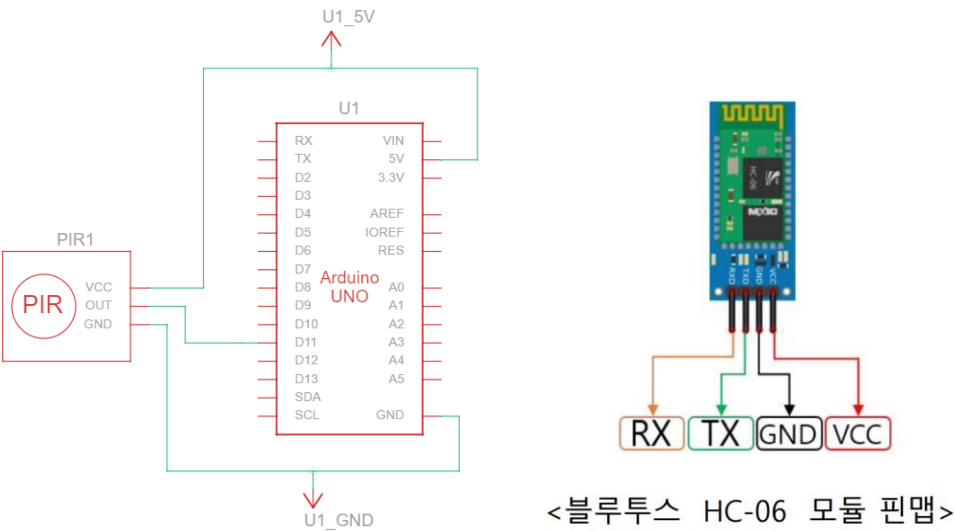 U1_5V
U1
RX
TX
D2
D3
D4
D5
D6
D7
D8
D9
D10
D11
D12
D13
SDA
SCL
VIN
5V
3.3V
AREF
IOREF
RES
A0
A1
A2
A3
A4
A5
GND
Arduino
UNO
PIR1
PIR
VCC
OUT
GND
U1_GND
HC-06
MXIC
RXD
TXD
GND
VCC
RX TX GND VCC
<블루투스 HC-06 모듈 핀맵>